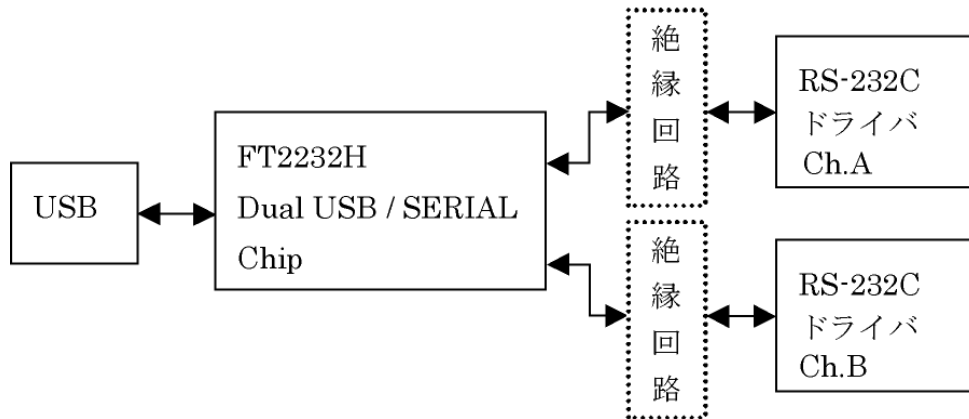 USB
FT2232H
Dual USB / SERIAL
Chip
絶縁回路
RS-232C
ドライバ
Ch.A
絶縁回路
RS-232C
ドライバ
Ch.B